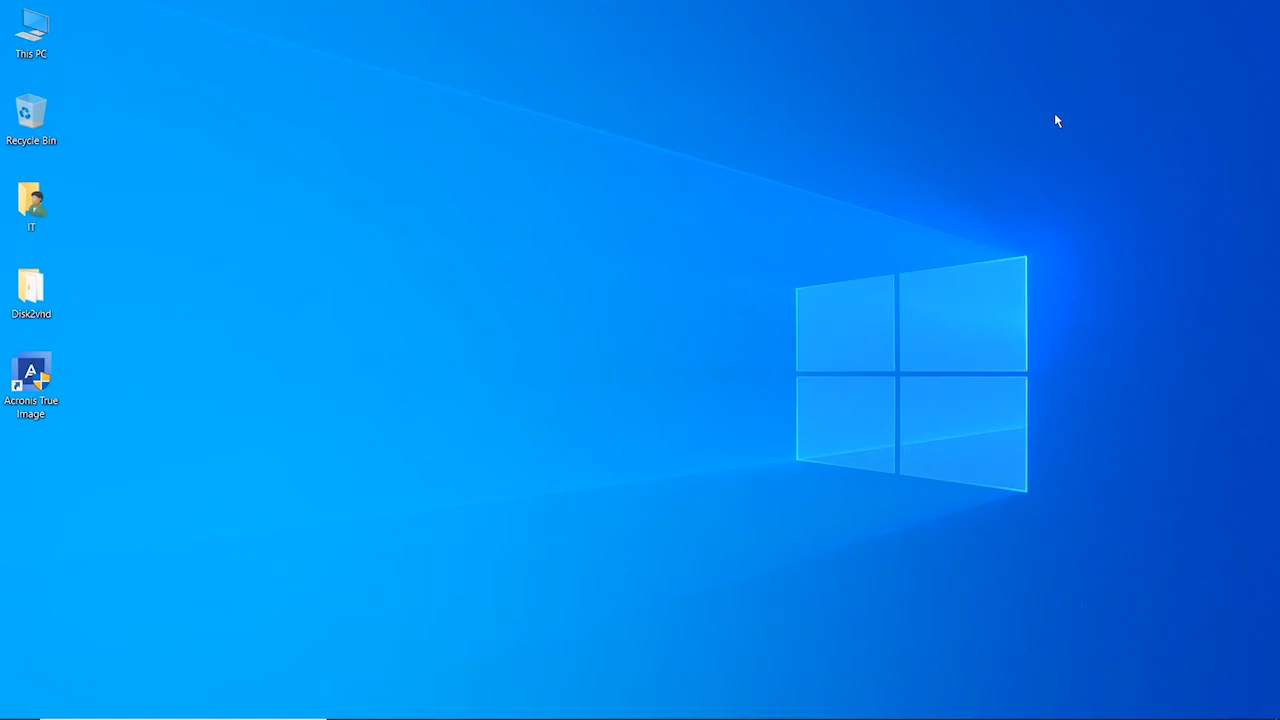 This PC
Recycle Bin
IT
Disk2vhd
Acronis True
Image